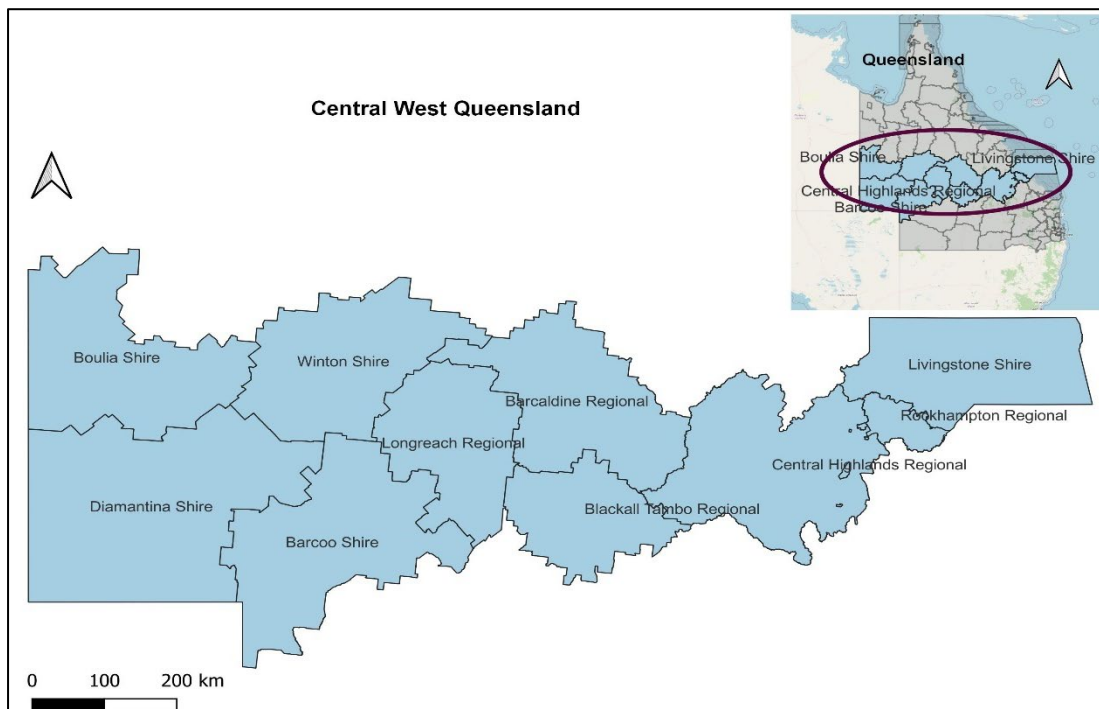 Queensland
Central West Queensland
Boulia Shire
Livingstone Shire
Central Highlands Regional
Barcoo Shire
Boulia Shire
Winton Shire
Livingstone Shire
Barcaldine Regional
Rockhampton Regional
Longreach Regional
Central Highlands Regional
Diamantina Shire
Blackall Tambo Regional
Barcoo Shire
0 100 200 km